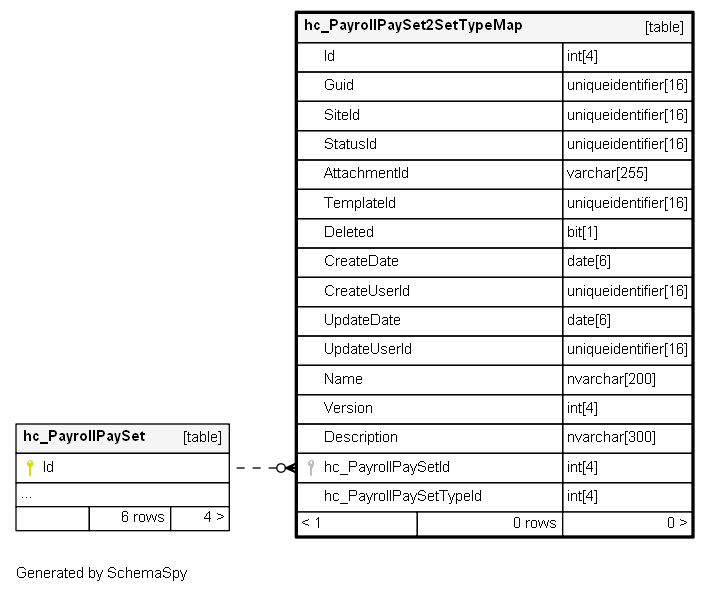 hc_PayrollPaySet2SetTypeMap [table]
Id int[4]
Guid uniqueidentifier[16]
SiteId uniqueidentifier[16]
StatusId uniqueidentifier[16]
AttachmentId varchar[255]
TemplateId uniqueidentifier[16]
Deleted bit[1]
CreateDate date[6]
CreateUserId uniqueidentifier[16]
UpdateDate date[6]
UpdateUserId uniqueidentifier[16]
Name nvarchar[200]
Version int[4]
Description nvarchar[300]
hc_PayrollPaySetId int[4]
hc_PayrollPaySetTypeId int[4]
< 1 0 rows 0 >
hc_PayrollPaySet [table]
Id
...
6 rows 4 >
Generated by SchemaSpy